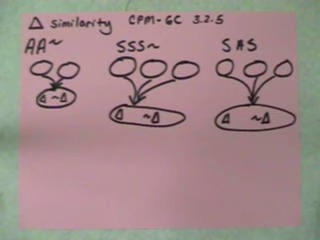 △ similarity CPM-GC 3.2.5
AA~ SSS~ SAS
△ ~△ △ ~△ △ ~△